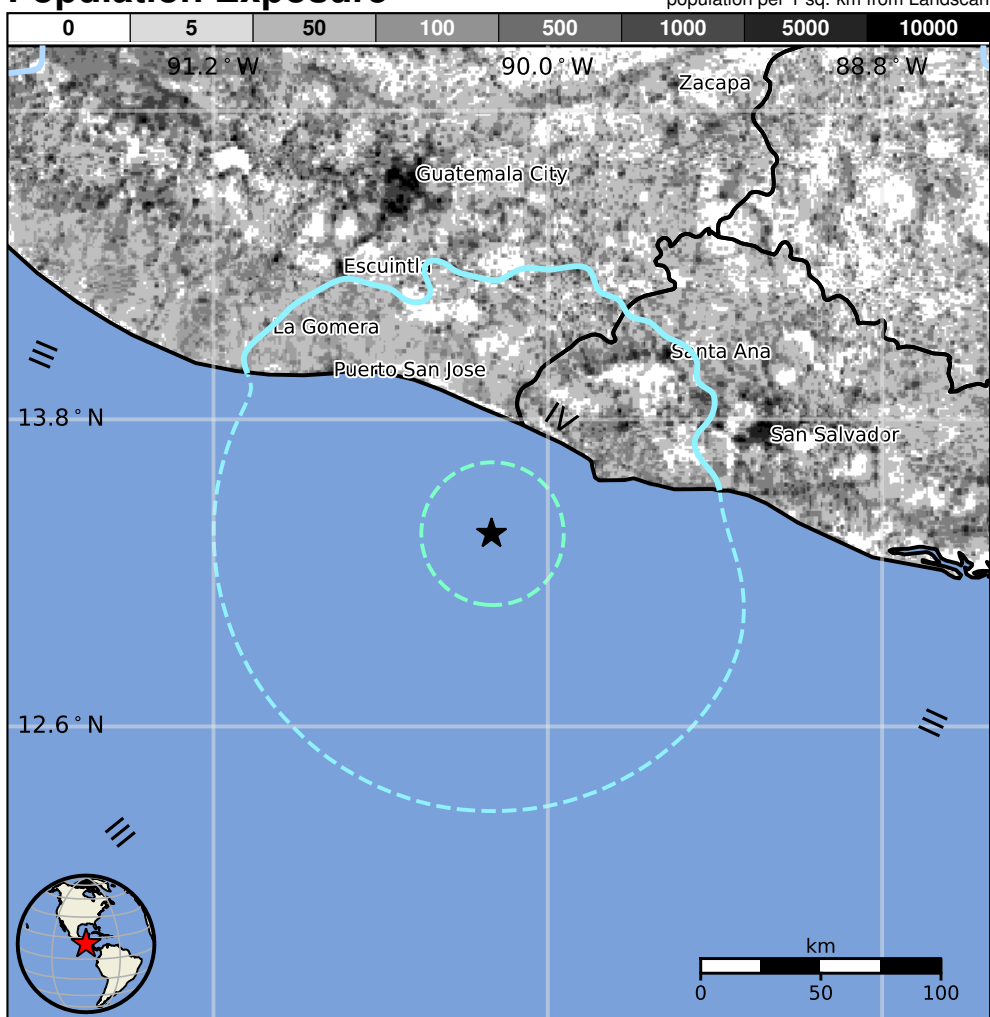 Population Exposure
population per 1 sq. km from Landscan
0 5 50 100 500 1000 5000 10000
91.2°W 90.0°W 88.8°W
Zacapa
Guatemala City
Escuintla
La Gomera
Santa Ana
III
Puerto San Jose
13.8°N
IV
San Salvador
12.6°N
III
III
km
0 50 100